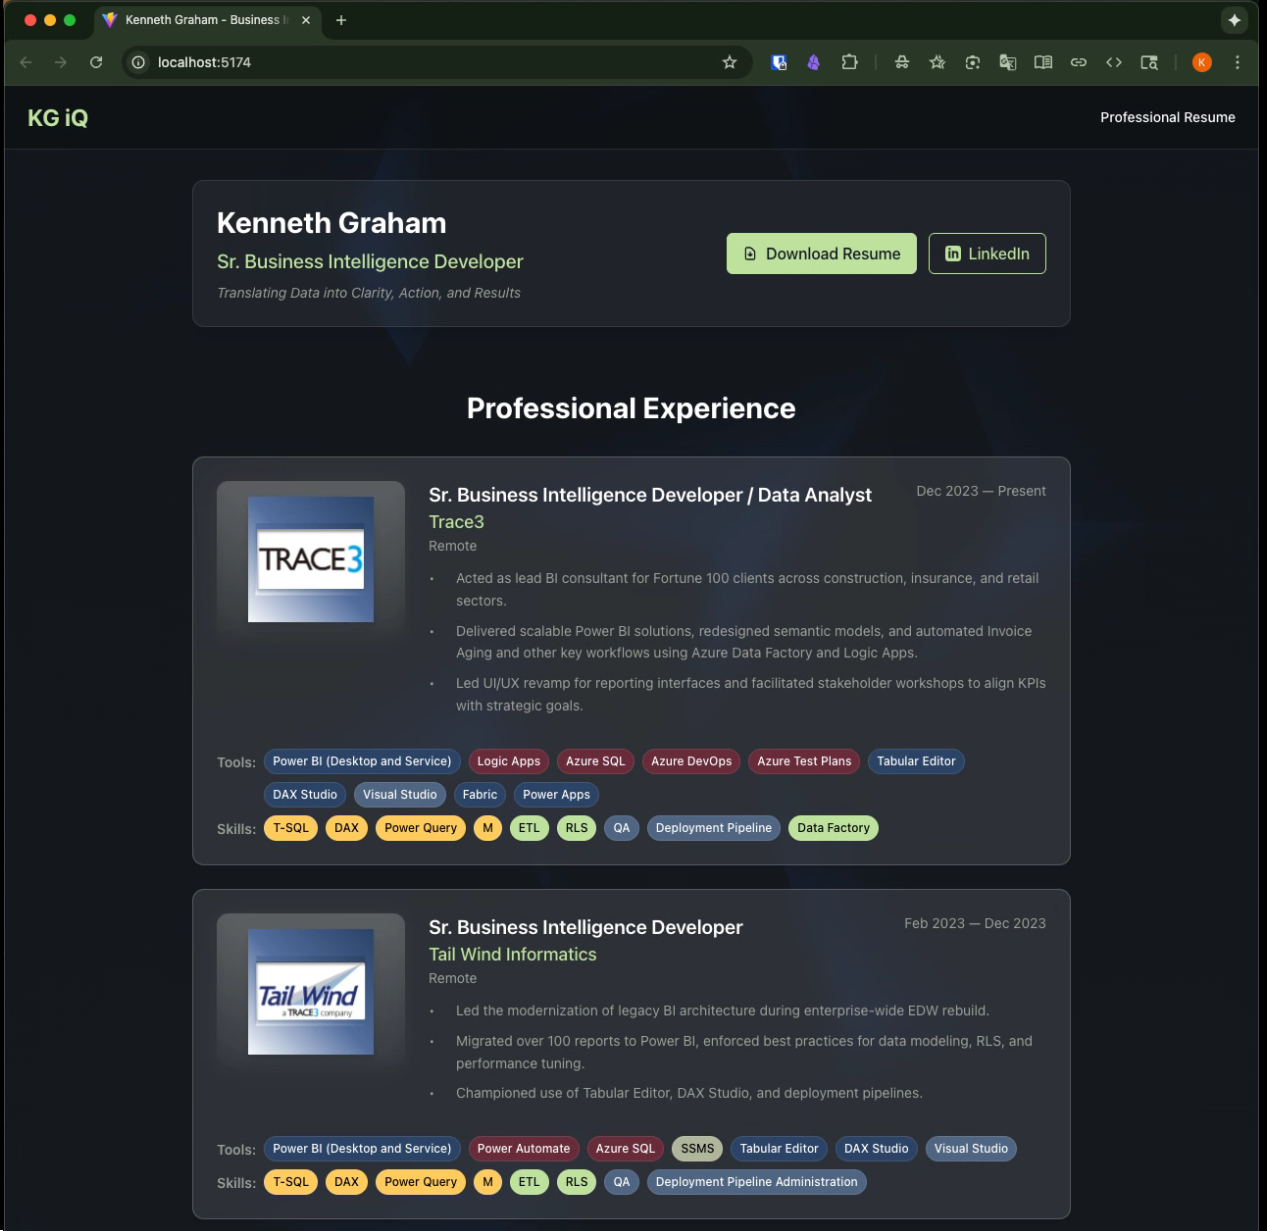 Kenneth Graham - Business I
localhost:5174
K
KG iQ
Professional Resume
Kenneth Graham
Sr. Business Intelligence Developer
Translating Data into Clarity, Action, and Results
Download Resume
in LinkedIn
Professional Experience
TRACE3
Sr. Business Intelligence Developer / Data Analyst
Dec 2023 — Present
Trace3
Remote
• Acted as lead BI consultant for Fortune 100 clients across construction, insurance, and retail
sectors.
• Delivered scalable Power BI solutions, redesigned semantic models, and automated Invoice
Aging and other key workflows using Azure Data Factory and Logic Apps.
• Led UI/UX revamp for reporting interfaces and facilitated stakeholder workshops to align KPIs
with strategic goals.
Tools: Power BI (Desktop and Service) Logic Apps Azure SQL Azure DevOps Azure Test Plans Tabular Editor
DAX Studio Visual Studio Fabric Power Apps
Skills: T-SQL DAX Power Query M ETL RLS QA Deployment Pipeline Data Factory
Tail Wind
a TRACE3 company
Sr. Business Intelligence Developer
Feb 2023 — Dec 2023
Tail Wind Informatics
Remote
• Led the modernization of legacy BI architecture during enterprise-wide EDW rebuild.
• Migrated over 100 reports to Power BI, enforced best practices for data modeling, RLS, and
performance tuning.
• Championed use of Tabular Editor, DAX Studio, and deployment pipelines.
Tools: Power BI (Desktop and Service) Power Automate Azure SQL SSMS Tabular Editor DAX Studio Visual Studio
Skills: T-SQL DAX Power Query M ETL RLS QA Deployment Pipeline Administration